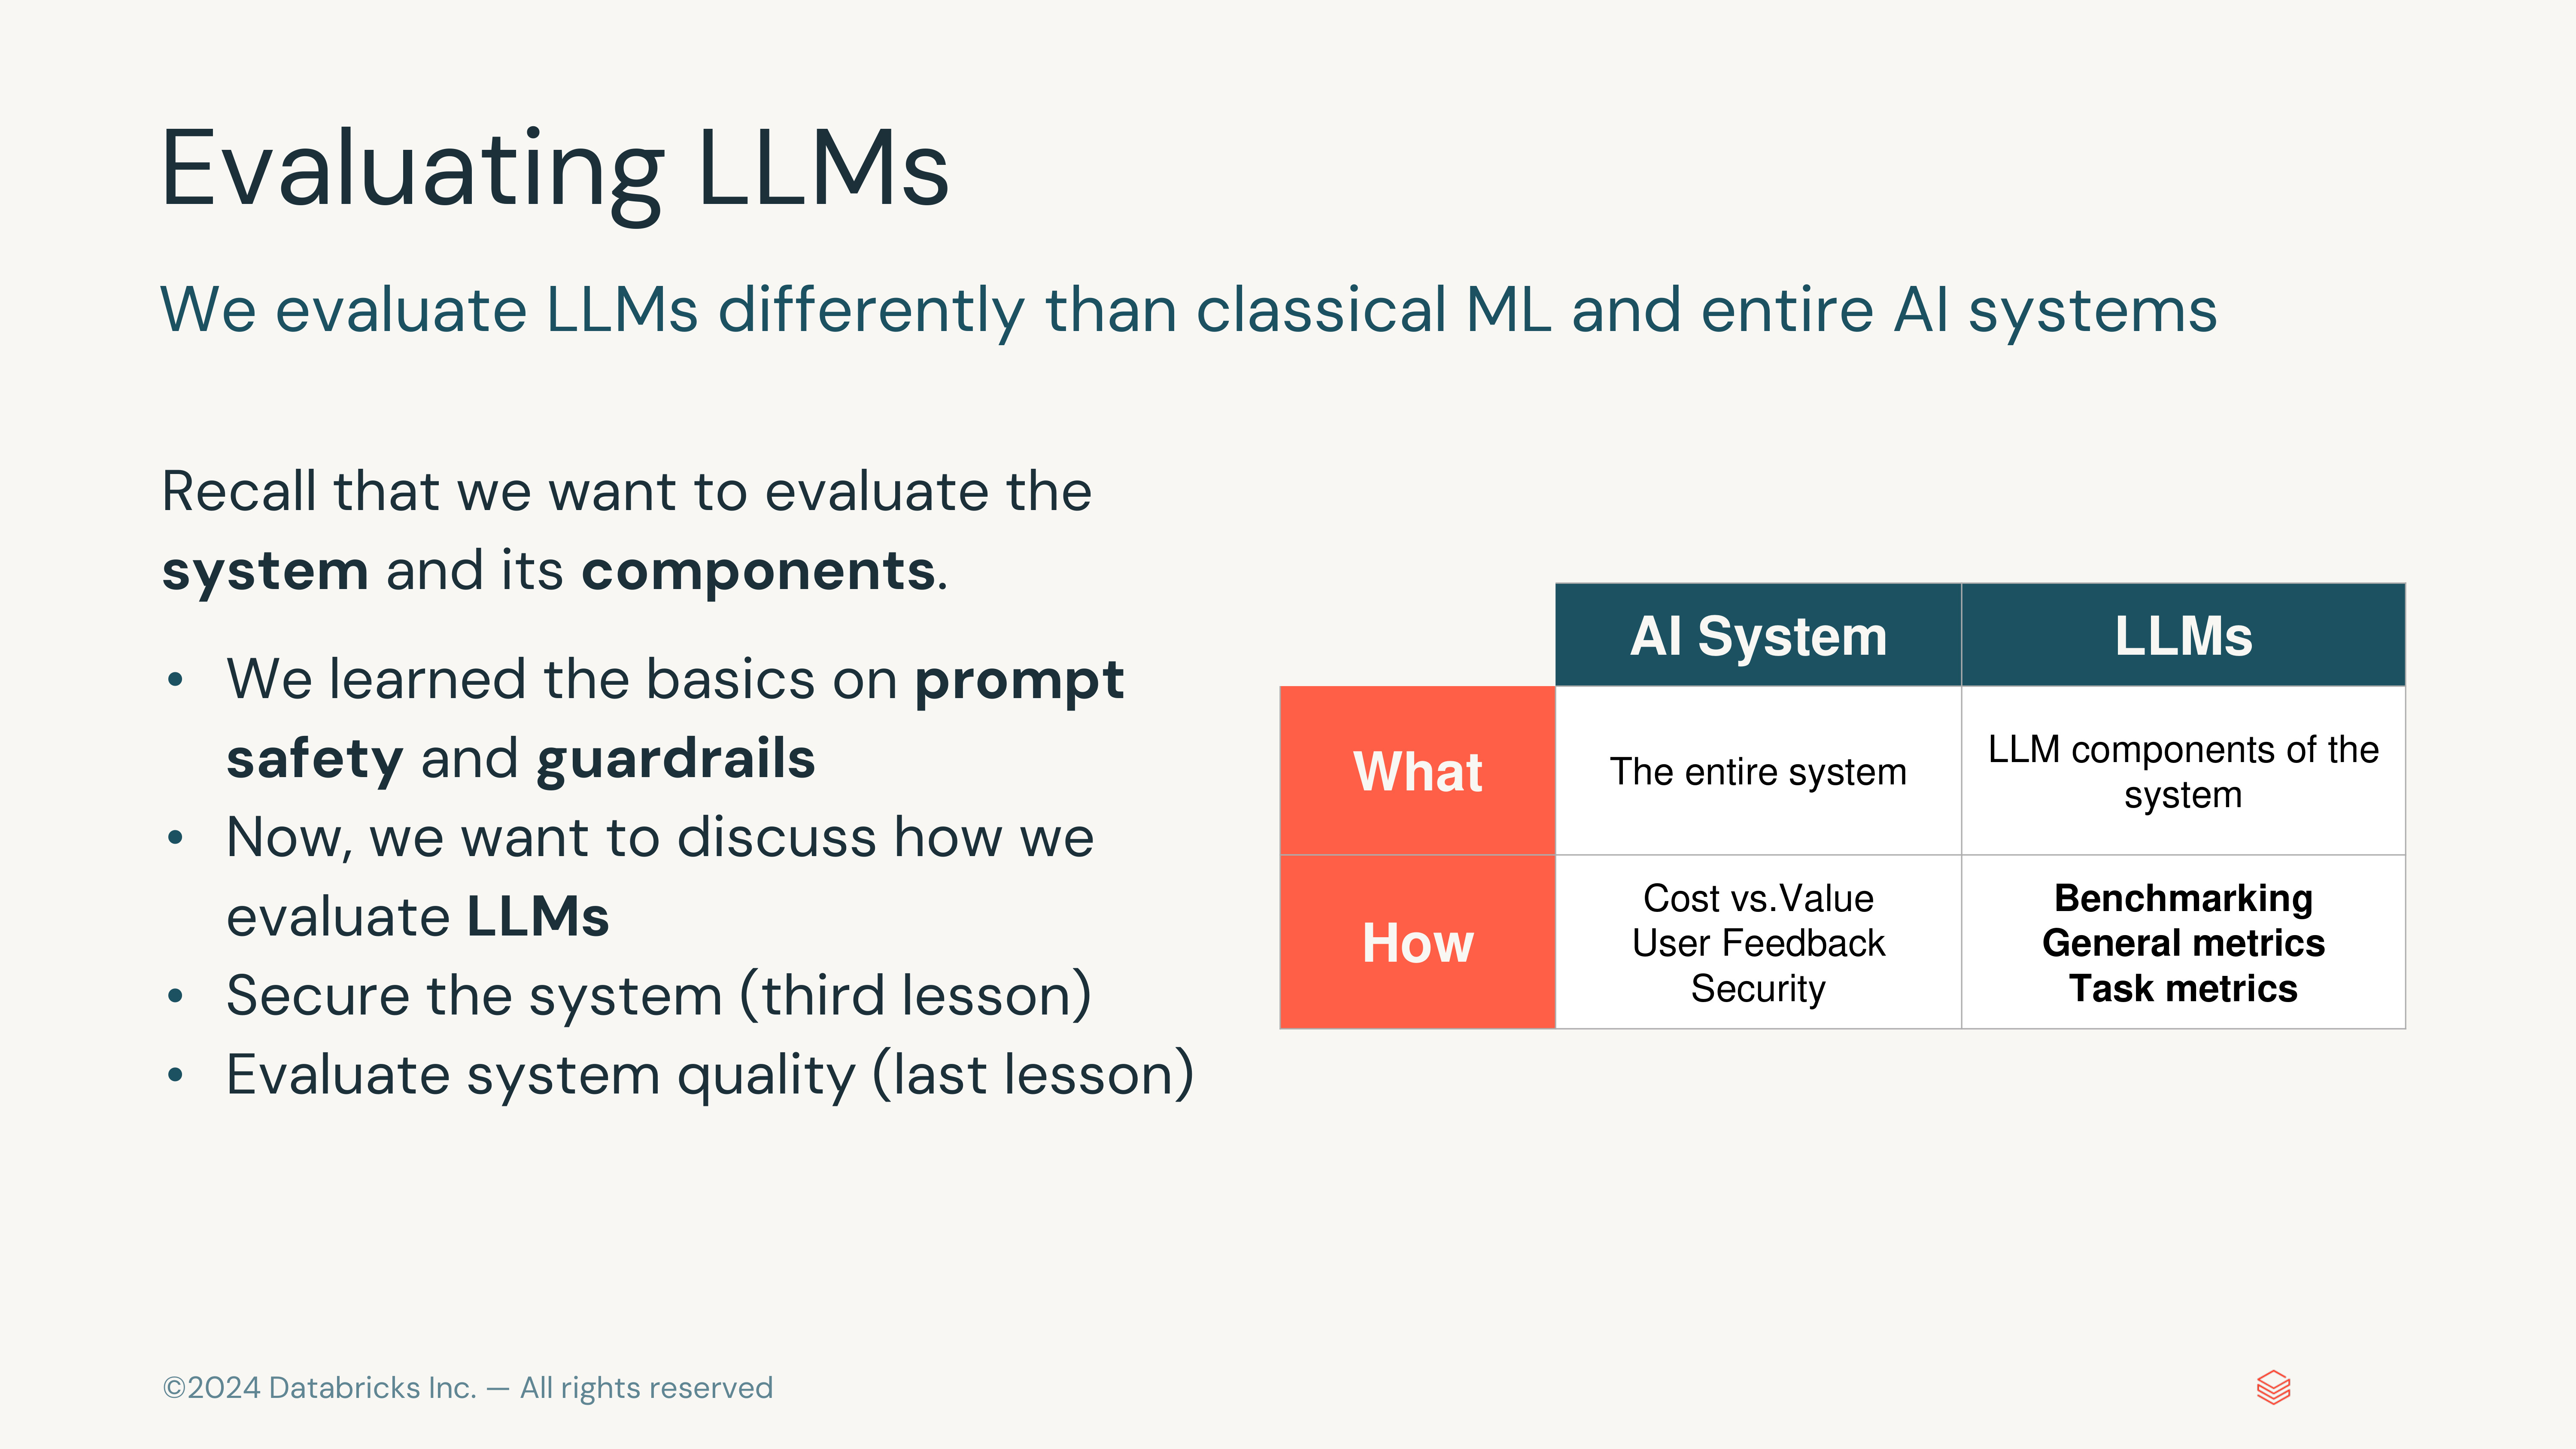 Evaluating LLMs
We evaluate LLMs differently than classical ML and entire AI systems
Recall that we want to evaluate the
system and its components.
• We learned the basics on prompt
safety and guardrails
• Now, we want to discuss how we
evaluate LLMs
• Secure the system (third lesson)
• Evaluate system quality (last lesson)
AI System
LLMs
What
The entire system
LLM components of the
system
How
Cost vs.Value
User Feedback
Security
Benchmarking
General metrics
Task metrics
©2024 Databricks Inc. — All rights reserved